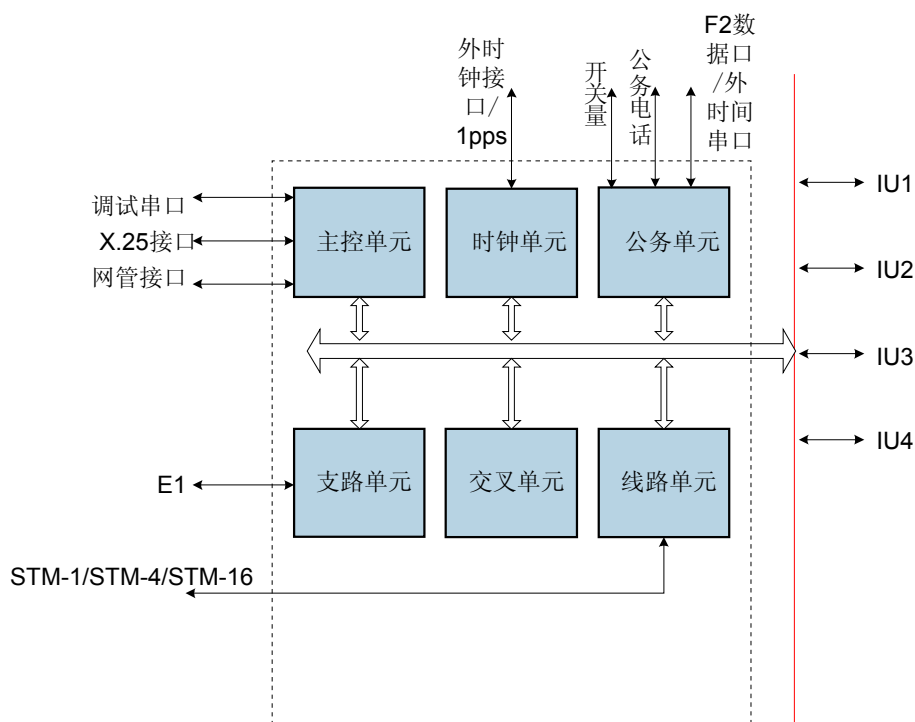 外时
钟接
口/
1pps
开关量
公务电话
F2数
据口
/外
时间
串口
调试串口
X.25接口
网管接口
主控单元
时钟单元
公务单元
IU1
IU2
IU3
IU4
支路单元
交叉单元
线路单元
E1
STM-1/STM-4/STM-16